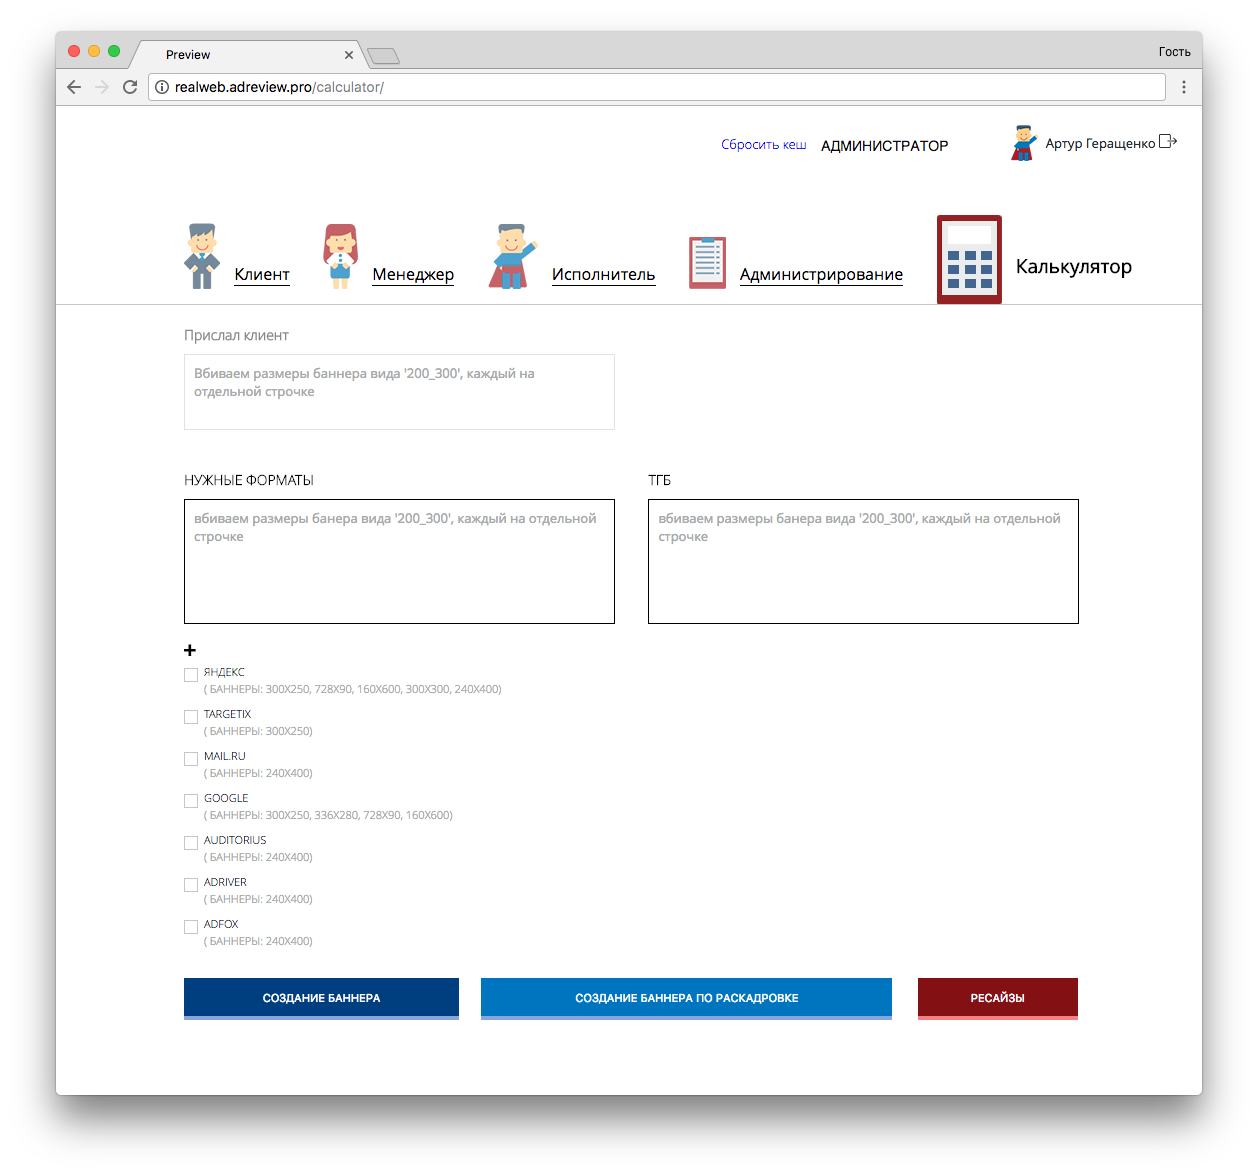 Preview
Гость
realweb.adreview.pro/calculator/
Сбросить кеш
АДМИНИСТРАТОР
Артур Геращенко
Клиент
Менеджер
Исполнитель
Администрирование
Калькулятор
Прислал клиент
Вбиваем размеры баннера вида '200_300', каждый на
отдельной строчке
НУЖНЫЕ ФОРМАТЫ
вбиваем размеры банера вида '200_300', каждый на отдельной
строчке
ТГБ
вбиваем размеры банера вида '200_300', каждый на отдельной
строчке
+
ЯНДЕКС
( БАННЕРЫ: 300X250, 728X90, 160X600, 300X300, 240X400)
TARGETIX
( БАННЕРЫ: 300X250)
MAIL.RU
( БАННЕРЫ: 240X400)
GOOGLE
( БАННЕРЫ: 300X250, 336X280, 728X90, 160X600)
AUDITORIUS
( БАННЕРЫ: 240X400)
ADRIVER
( БАННЕРЫ: 240X400)
ADFOX
( БАННЕРЫ: 240X400)
СОЗДАНИЕ БАННЕРА
СОЗДАНИЕ БАННЕРА ПО РАСКАДРОВКЕ
РЕСАЙЗЫ